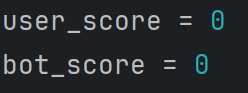 user_score = 0
bot_score = 0